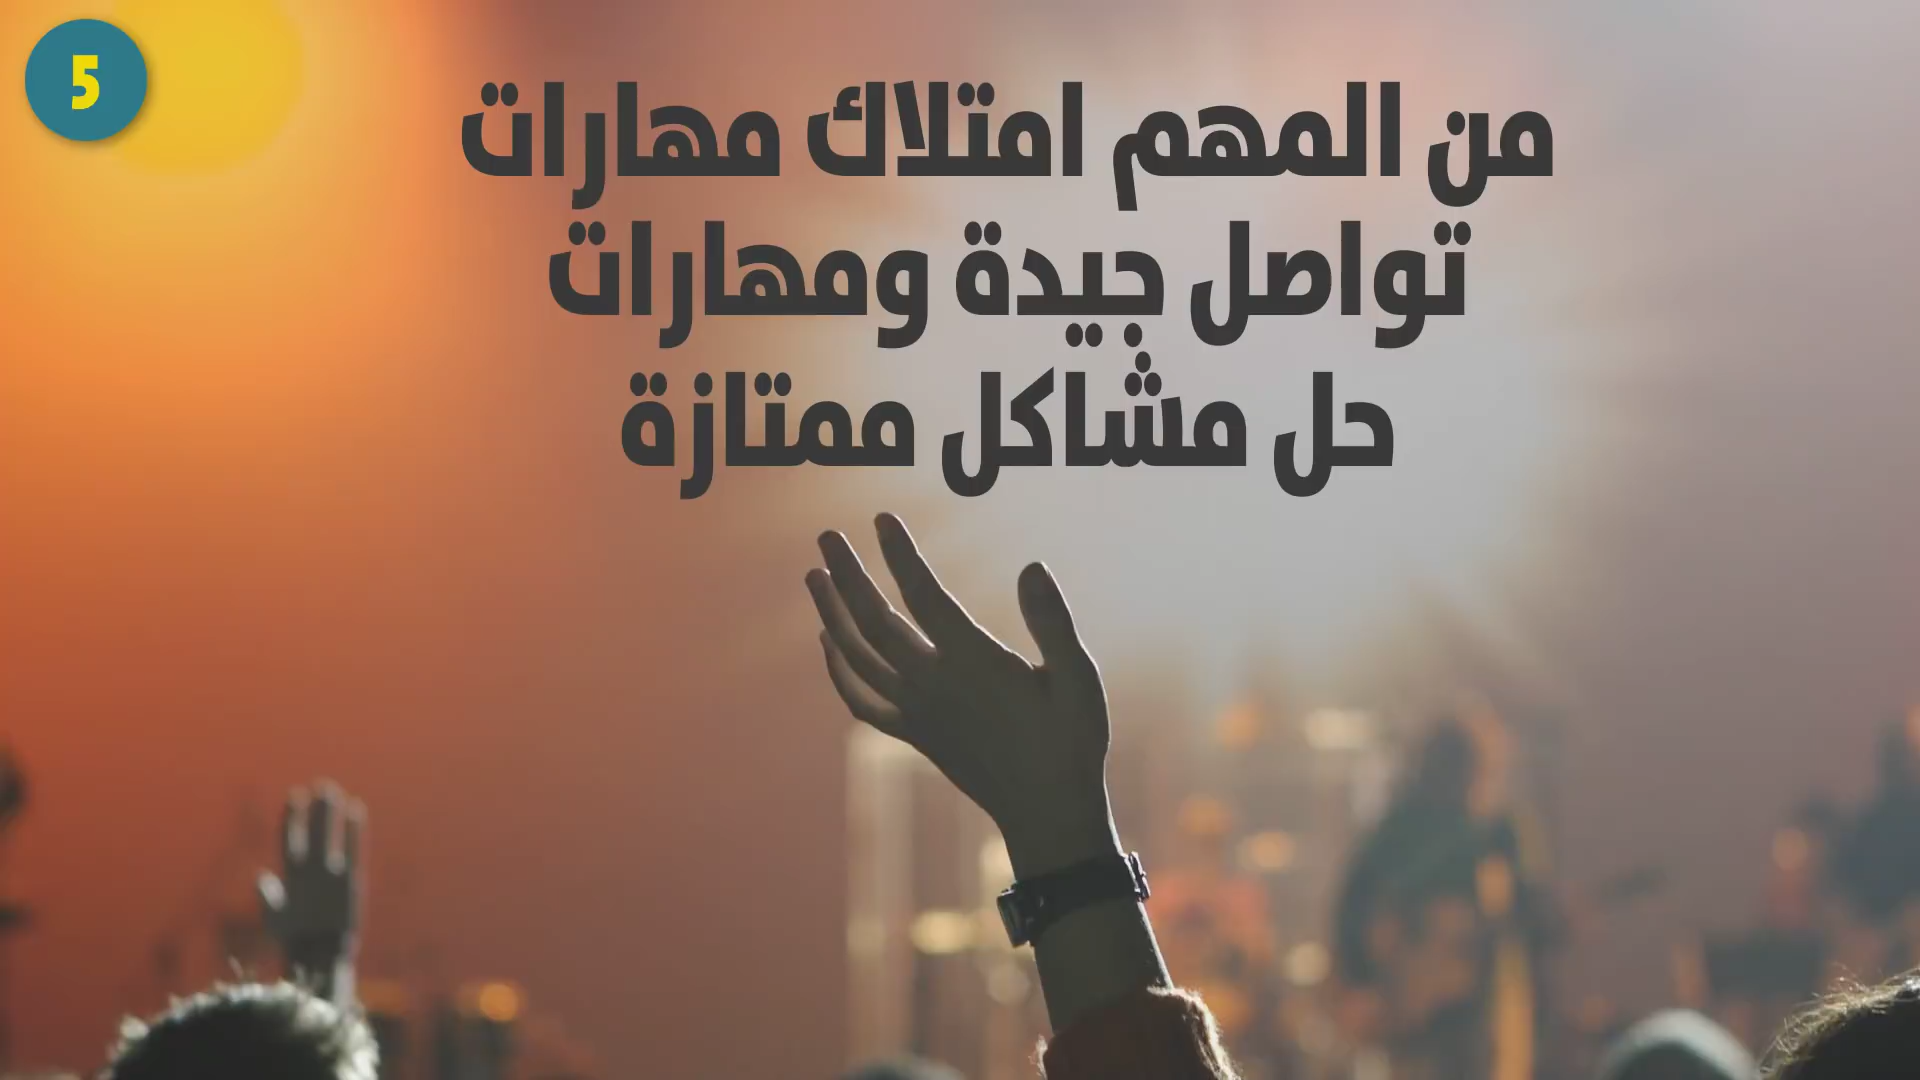 5
من المهم امتلاك مهارات
تواصل جيدة ومهارات
حل مشاكل ممتازة